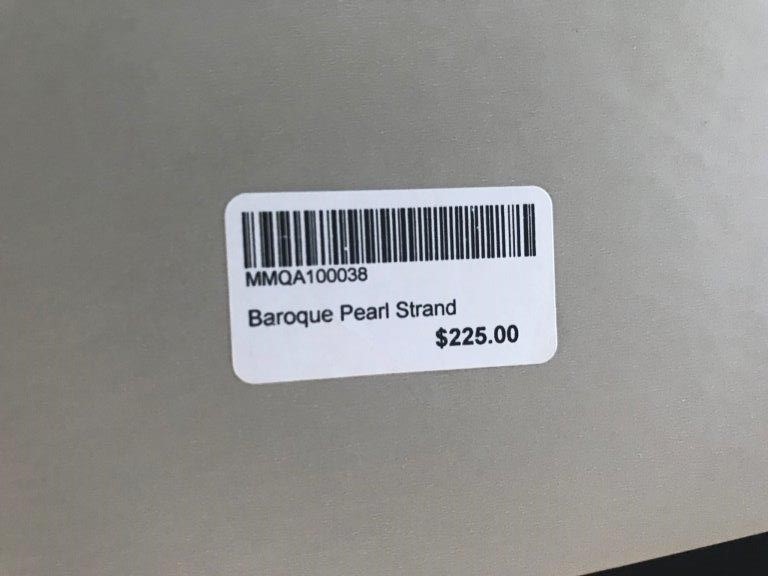 MMQA100038
Baroque Pearl Strand
$225.00